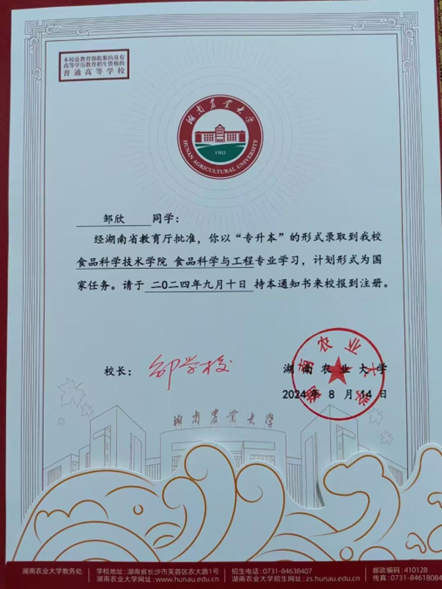 本校是教育部批准的具有
高等学历教育招生资格的
普通高等学校
湖南农业大学
HUNAN AGRICULTURAL UNIVERSITY
1903
邹欣 同学:
经湖南省教育厅批准,你以“专升本”的形式录取到我校
食品科学技术学院 食品科学与工程专业学习,计划形式为国
家任务。请于 二〇二四年九月十日 持本通知书来校报到注册。
校长:
湖南农业大学
湖南农业大学
2024年 8 月 14 日
湖南农业大学
湖南农业大学教务处
学校地址:湖南省长沙市芙蓉区农大路1号
湖南农业大学网址:www.hunau.edu.cn
招生电话:0731-84638407
湖南农业大学招生网址:zs.hunau.edu.cn
邮政编码:410128
传真:0731-84618084